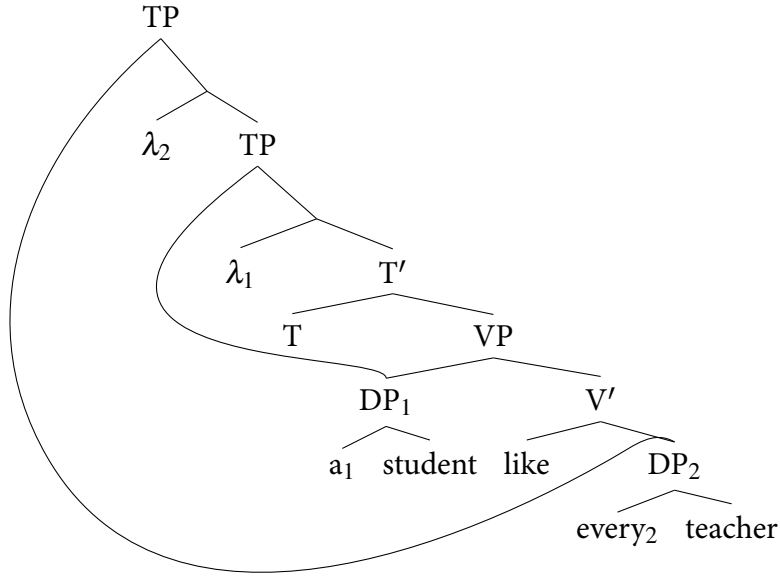 TP
λ₂ TP
λ₁ T′
T VP
DP₁ V′
a₁ student like DP₂
every₂ teacher